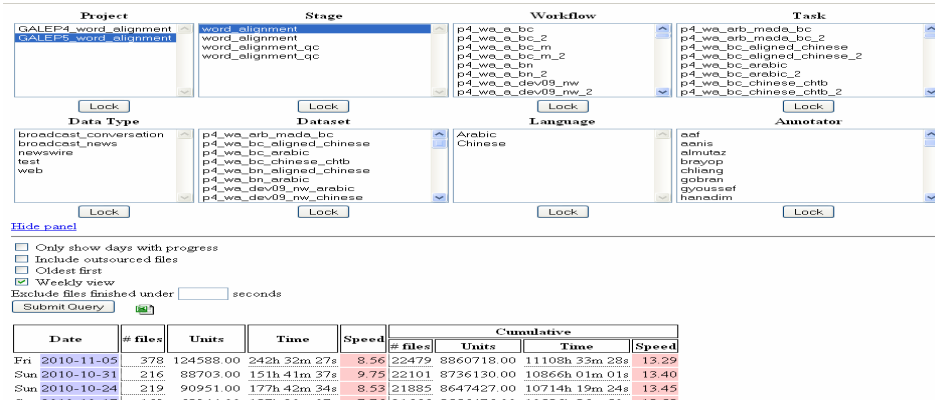 Project Stage Workflow Task
GALEP4_word_alignment word_alignment p4_wa_a_bc p4_wa_arb_mada_bc
GALEP5_word_alignment word_alignment p4_wa_a_bc_2 p4_wa_arb_mada_bc_2
word_alignment_qc p4_wa_a_bc_m p4_wa_bc_aligned_chinese
word_alignment_qc p4_wa_a_bc_m_2 p4_wa_bc_aligned_chinese_2
p4_wa_a_bn p4_wa_bc_arabic
p4_wa_a_bn_2 p4_wa_bc_arabic_2
p4_wa_a_dev09_nw p4_wa_bc_chinese_chtb
p4_wa_a_dev09_nw_2 p4_wa_bc_chinese_chtb_2
Lock Lock Lock Lock
Data Type Dataset Language Annotator
broadcast_conversation p4_wa_arb_mada_bc Arabic aaf
broadcast_news p4_wa_bc_aligned_chinese Chinese aanis
newswire p4_wa_bc_arabic almutaz
test p4_wa_bc_chinese_chtb brayop
web p4_wa_bn_aligned_chinese chliang
p4_wa_bn_arabic gobran
p4_wa_dev09_nw_arabic gyoussef
p4_wa_dev09_nw_chinese hanadim
Lock Lock Lock Lock
Hide panel
Only show days with progress
Include outsourced files
Oldest first
Weekly view
Exclude files finished under seconds
Submit Query
Date # files Units Time Speed Cumulative
# files Units Time Speed
Fri 2010-11-05 378 124588.00 242h 32m 27s 8.56 22479 8860718.00 11108h 33m 28s 13.29
Sun 2010-10-31 216 88703.00 151h 41m 37s 9.75 22101 8736130.00 10866h 01m 01s 13.40
Sun 2010-10-24 219 90951.00 177h 42m 34s 8.53 21885 8647427.00 10714h 19m 24s 13.45